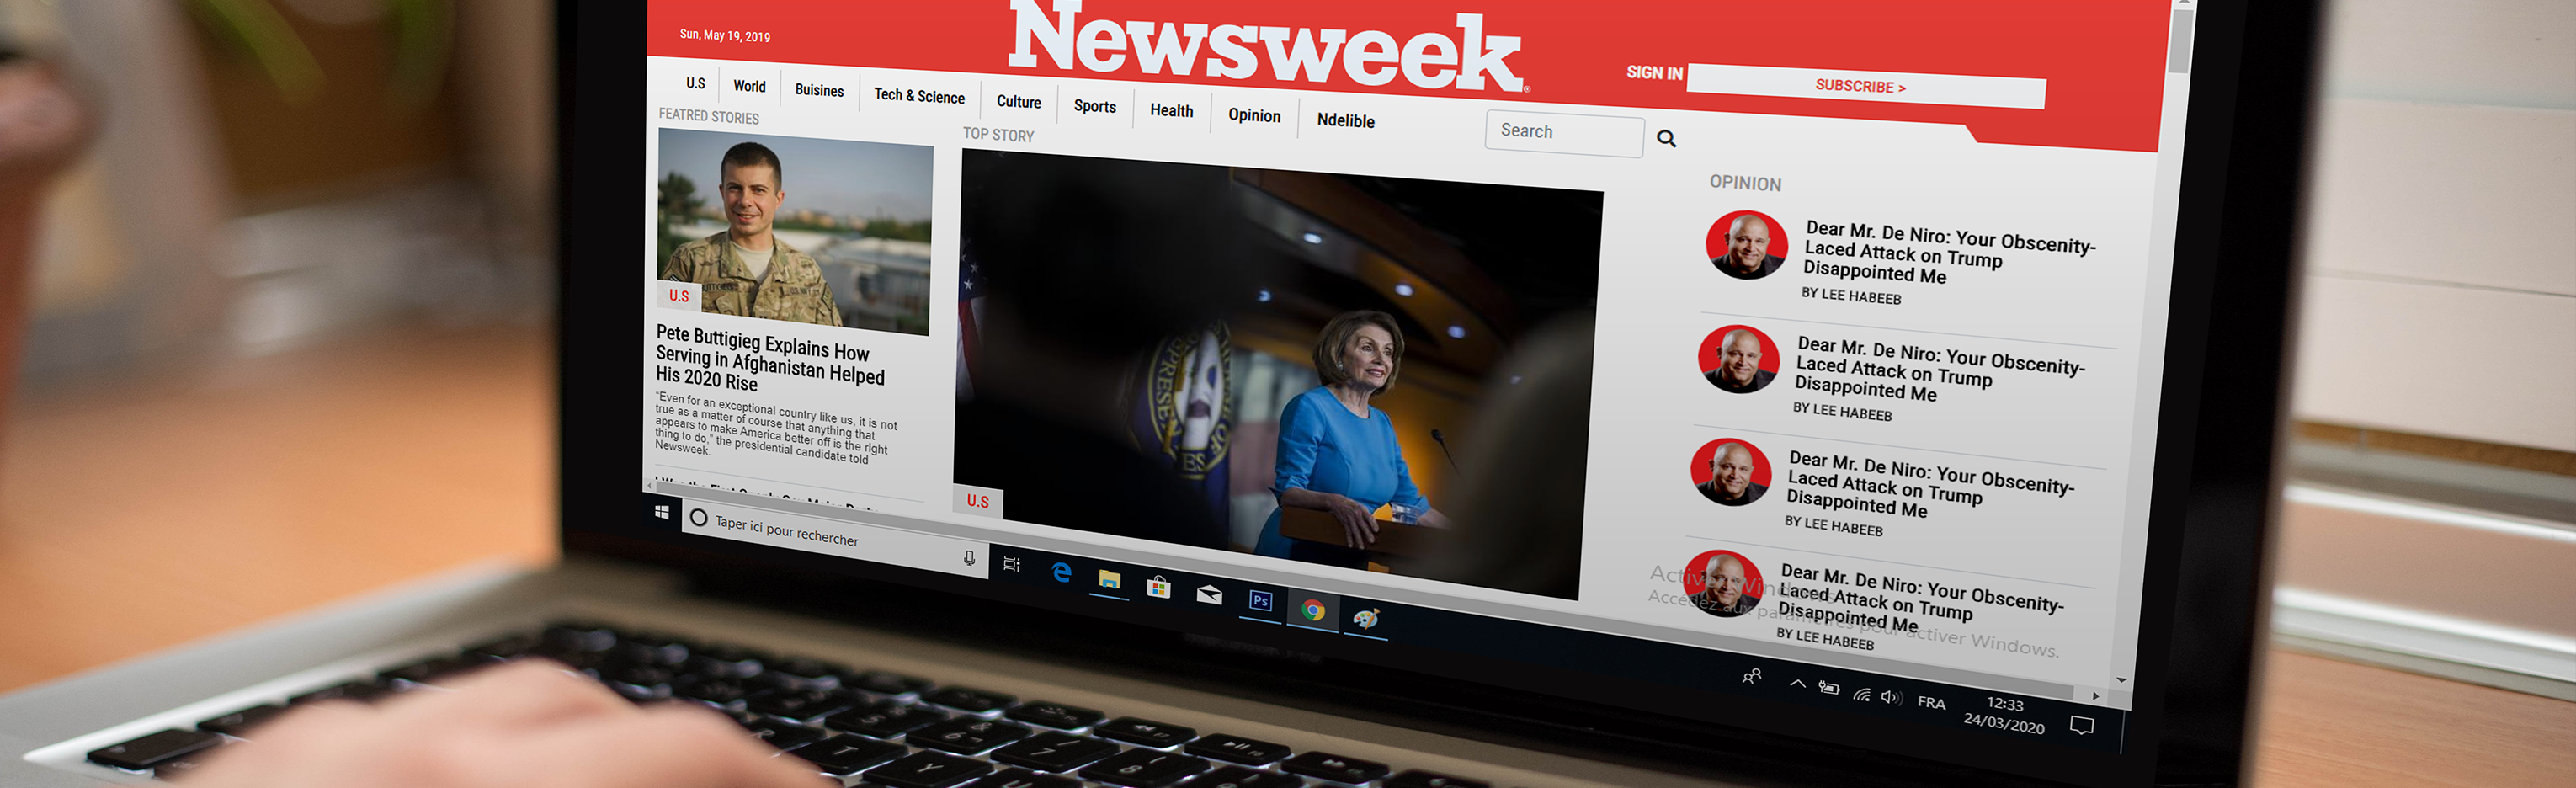 Sun, May 19, 2019
Newsweek
SIGN IN
SUBSCRIBE >
U.S
World
Buisines
Tech & Science
Culture
Sports
Health
Opinion
Ndelible
Search
FEATRED STORIES
U.S
Pete Buttigieg Explains How
Serving in Afghanistan Helped
His 2020 Rise
"Even for an exceptional country like us, it is not
true as a matter of course that anything that
appears to make America better off is the right
thing to do," the presidential candidate told
Newsweek.
TOP STORY
U.S
OPINION
Dear Mr. De Niro: Your Obscenity-
Laced Attack on Trump
Disappointed Me
BY LEE HABEEB
Dear Mr. De Niro: Your Obscenity-
Laced Attack on Trump
Disappointed Me
BY LEE HABEEB
Dear Mr. De Niro: Your Obscenity-
Laced Attack on Trump
Disappointed Me
BY LEE HABEEB
Dear Mr. De Niro: Your Obscenity-
Laced Attack on Trump
Disappointed Me
BY LEE HABEEB
Activer Windows
Accédez aux paramètres pour activer Windows.
Taper ici pour rechercher
Ps
FRA
12:33
24/03/2020
T
Y
7
8